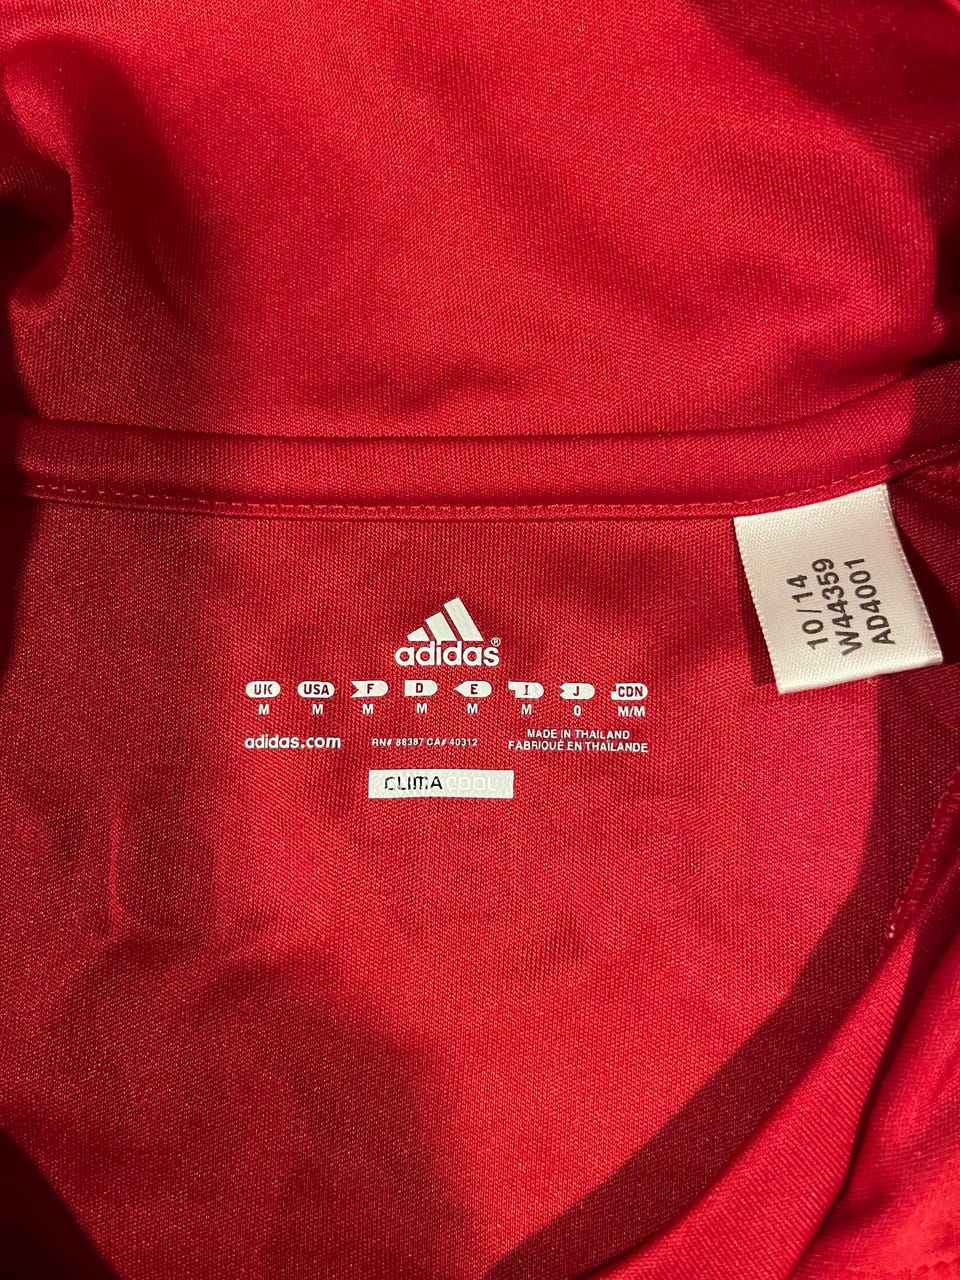 10/14
W44359
AD4001
adidas®
UK USA F D E I J CDN
M M M M M M O M/M
adidas.com RN# 88387 CA# 40312 MADE IN THAILAND
FABRIQUÉ EN THAÏLANDE
CLIMACOOL